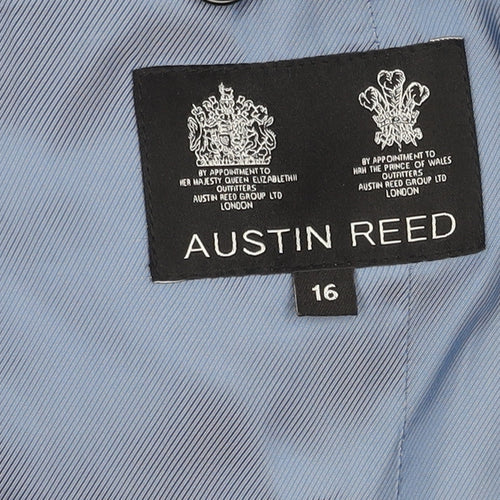 BY APPOINTMENT TO
HER MAJESTY QUEEN ELIZABETH II
OUTFITTERS
AUSTIN REED GROUP LTD
LONDON
BY APPOINTMENT TO
HRH THE PRINCE OF WALES
OUTFITTERS
AUSTIN REED GROUP LTD
LONDON
AUSTIN REED
16